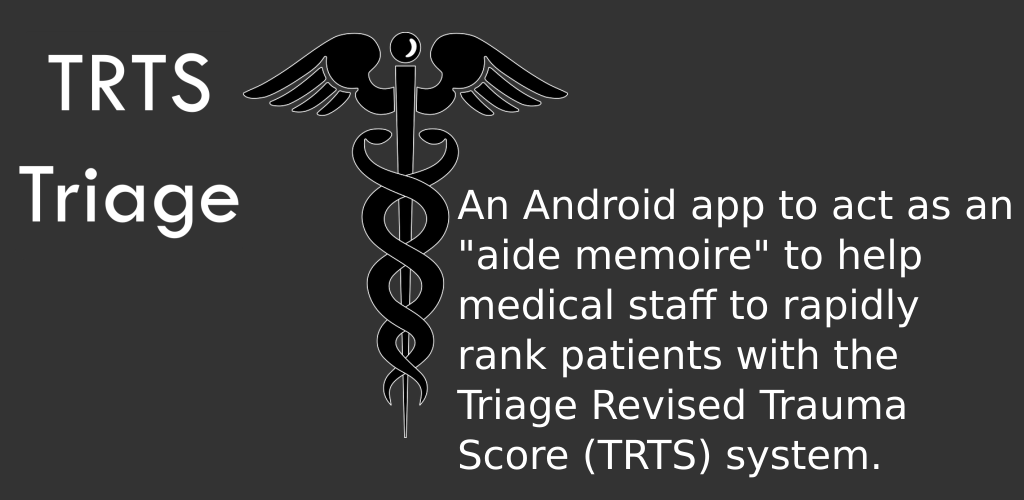 TRTS
Triage
An Android app to act as an
"aide memoire" to help
medical staff to rapidly
rank patients with the
Triage Revised Trauma
Score (TRTS) system.